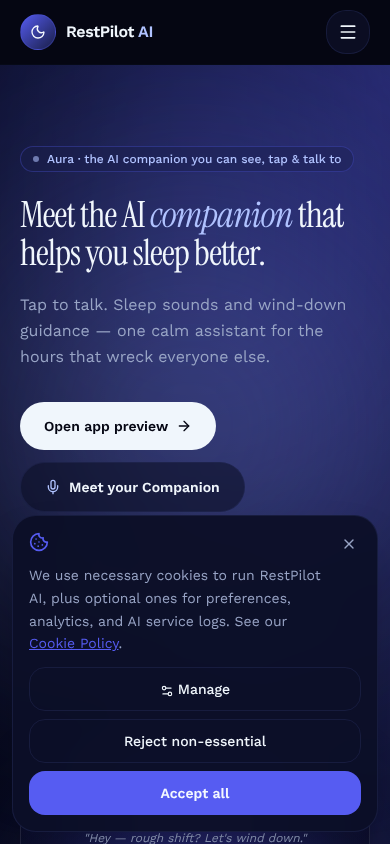 RestPilot AI
Aura · the AI companion you can see, tap & talk to
Meet the AI companion that
helps you sleep better.
Tap to talk. Sleep sounds and wind-down
guidance — one calm assistant for the
hours that wreck everyone else.
Open app preview →
Meet your Companion
We use necessary cookies to run RestPilot
AI, plus optional ones for preferences,
analytics, and AI service logs. See our
Cookie Policy.
Manage
Reject non-essential
Accept all
"Hey — rough shift? Let's wind down."